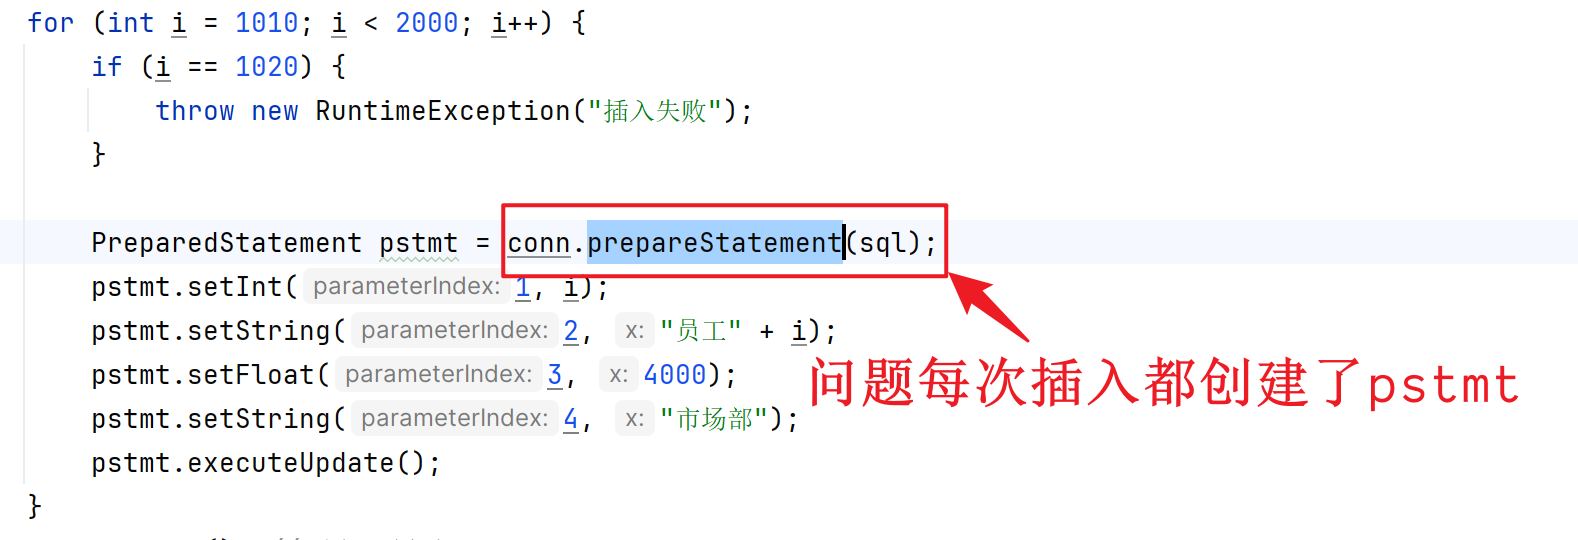 for (int i = 1010; i < 2000; i++) {
if (i == 1020) {
throw new RuntimeException("插入失败");
}
PreparedStatement pstmt = conn.prepareStatement(sql);
pstmt.setInt( parameterIndex: 1, i);
pstmt.setString( parameterIndex: 2, x: "员工" + i);
pstmt.setFloat( parameterIndex: 3, x: 4000);
问题每次插入都创建了pstmt
pstmt.setString( parameterIndex: 4, x: "市场部");
pstmt.executeUpdate();
}